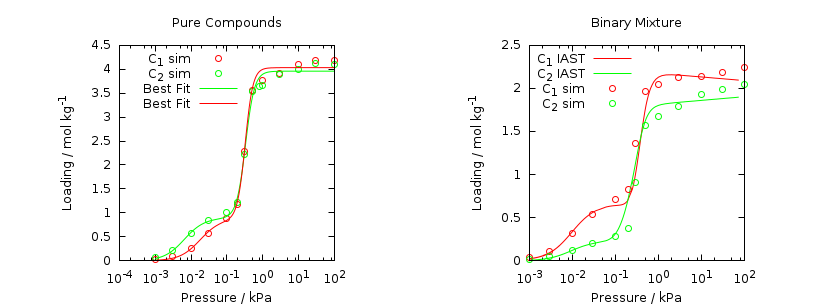 Pure Compounds
Loading / mol kg-1
4.5
4
3.5
3
2.5
2
1.5
1
0.5
0
C1 sim
C2 sim
Best Fit
Best Fit
10-4
10-3
10-2
10-1
100
101
102
Pressure / kPa
Binary Mixture
Loading / mol kg-1
2.5
2
1.5
1
0.5
0
C1 IAST
C2 IAST
C1 sim
C2 sim
10-3
10-2
10-1
100
101
102
Pressure / kPa